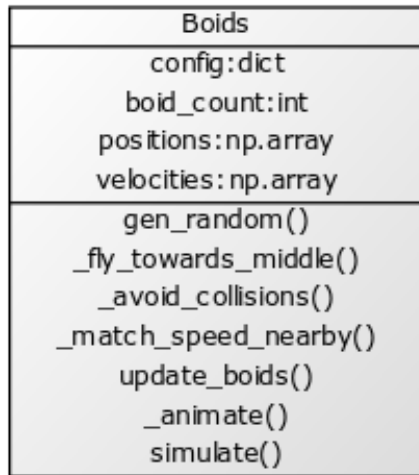 Boids
config:dict
boid_count:int
positions:np.array
velocities:np.array
gen_random()
_fly_towards_middle()
_avoid_collisions()
_match_speed_nearby()
update_boids()
_animate()
simulate()